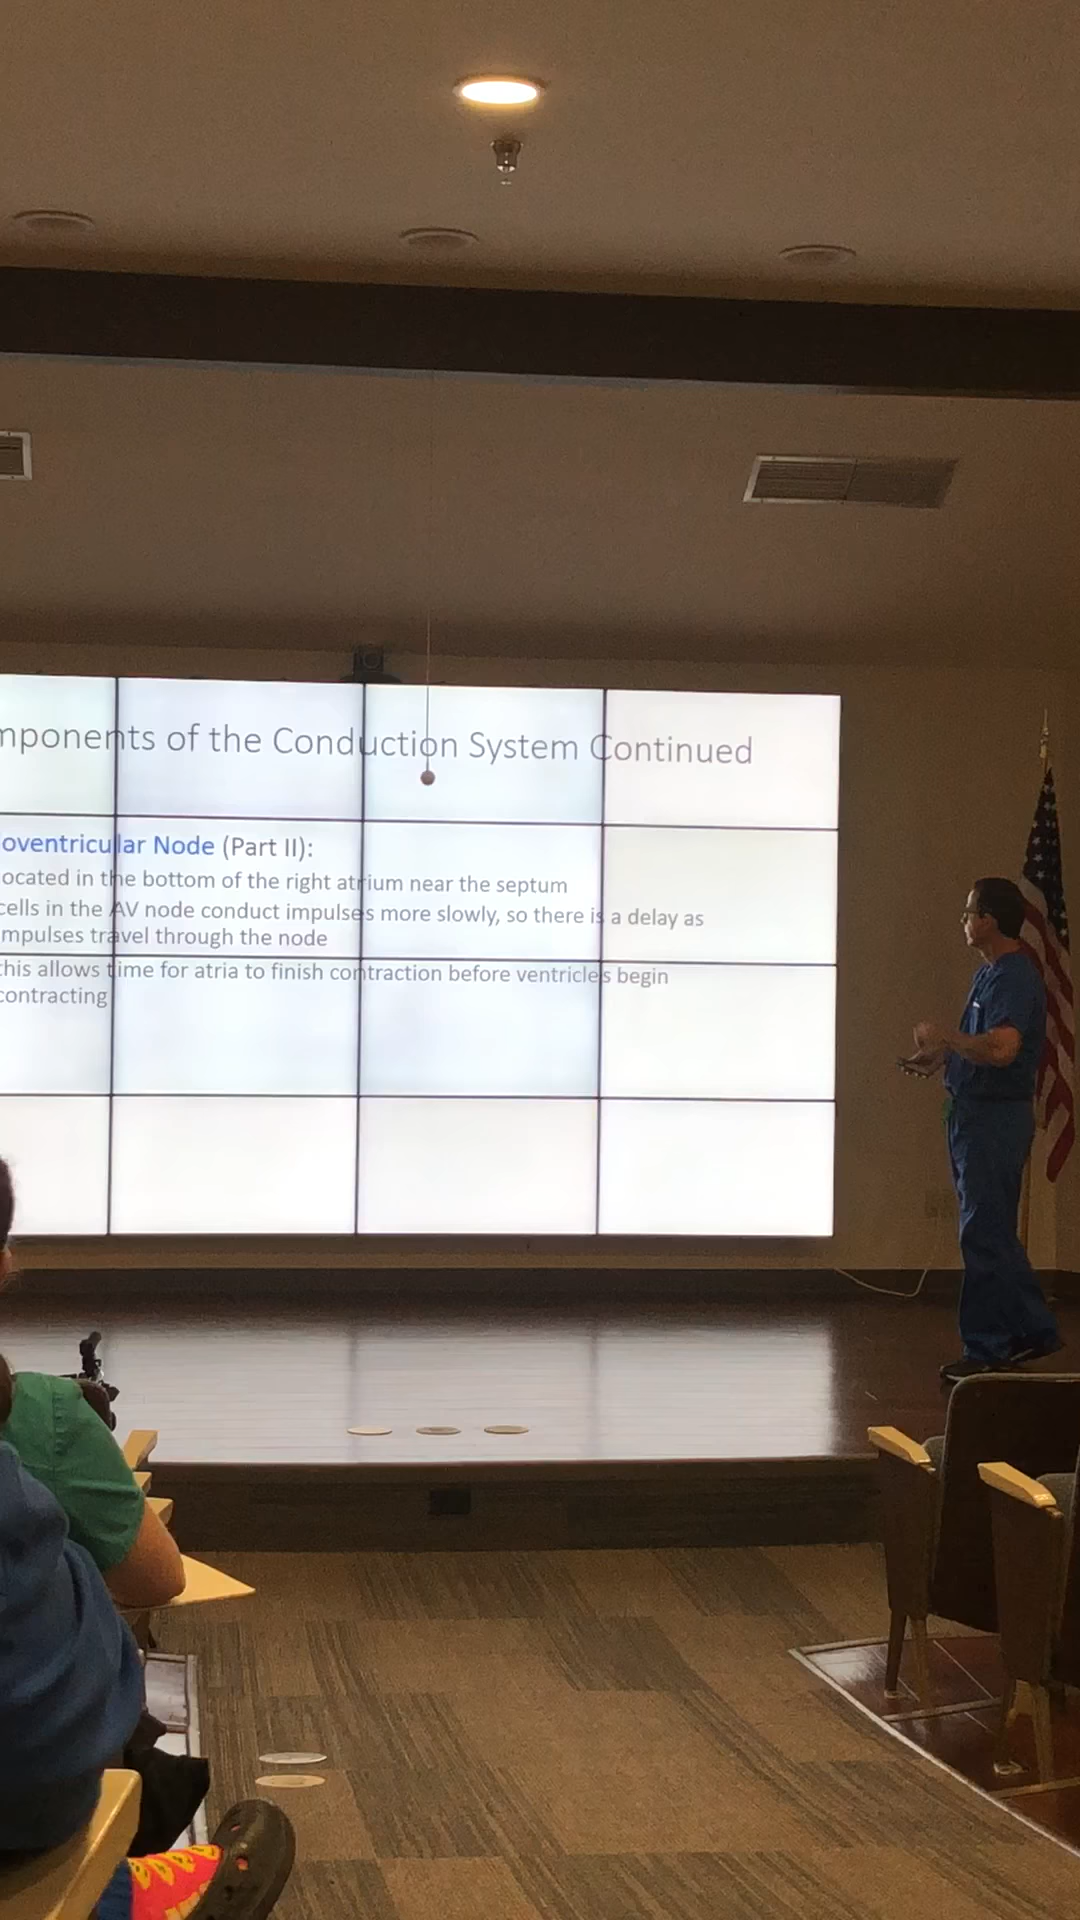 mponents of the Conduction System Continued
oventricular Node (Part II):
ocated in the bottom of the right atrium near the septum
cells in the AV node conduct impulses more slowly, so there is a delay as
mpulses travel through the node
this allows time for atria to finish contraction before ventricles begin
contracting